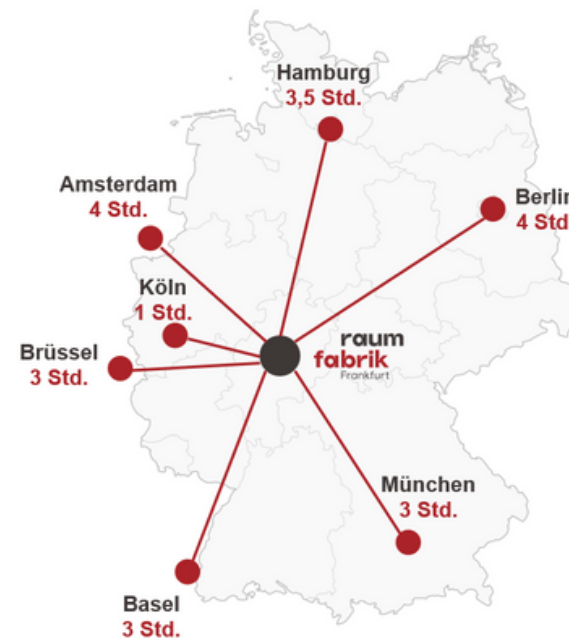 Hamburg
3,5 Std.
Amsterdam
4 Std.
Berlin
4 Std.
Köln
1 Std.
raum
fabrik
Frankfurt
Brüssel
3 Std.
München
3 Std.
Basel
3 Std.